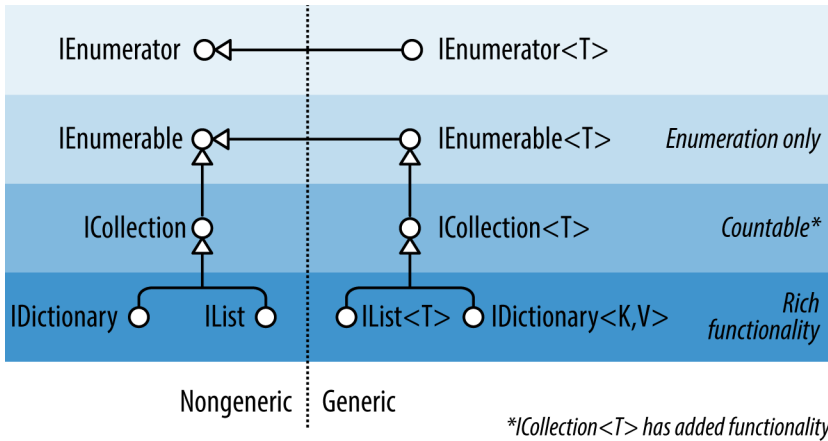 IEnumerator IEnumerator<T>
IEnumerable IEnumerable<T> Enumeration only
ICollection ICollection<T> Countable*
IDictionary IList IList<T> IDictionary<K,V> Rich
functionality
Nongeneric Generic
*ICollection<T> has added functionality